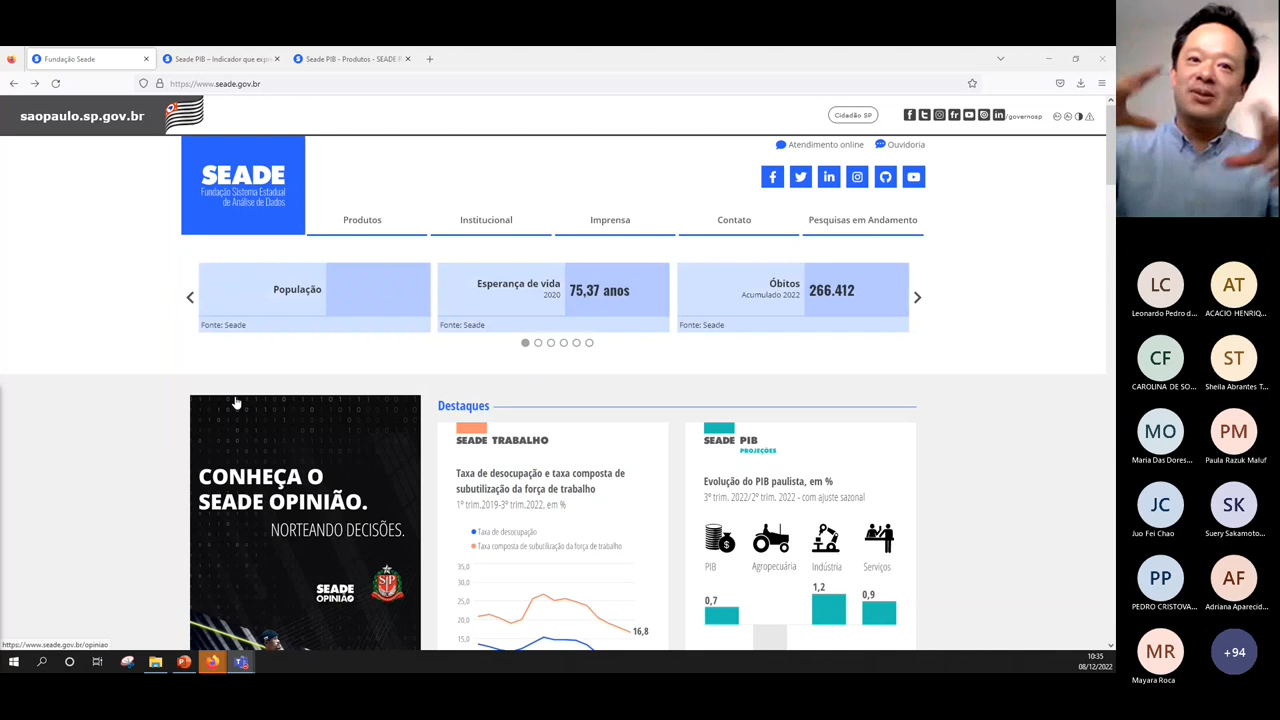 Fundação Seade
Seade PIB – Indicador que exp
Seade PIB - Produtos - SEADE
https://www.seade.gov.br
saopaulo.sp.gov.br
Cidadão SP
/governosp
Atendimento online
Ouvidoria
SEADE
Fundação Sistema Estadual
de Análise de Dados
Produtos
Institucional
Imprensa
Contato
Pesquisas em Andamento
População
Fonte: Seade
Esperança de vida
2020
75,37 anos
Fonte: Seade
Óbitos
Acumulado 2022
266.412
Fonte: Seade
CONHEÇA O
SEADE OPINIÃO.
NORTEANDO DECISÕES.
SEADE
OPINIÃO
SP
Destaques
SEADE TRABALHO
Taxa de desocupação e taxa composta de
subutilização da força de trabalho
1º trim.2019-3º trim.2022, em %
Taxa de desocupação
Taxa composta de subutilização da força de trabalho
35,0
30,0
25,0
20,0
15,0
16,8
SEADE PIB
PROJEÇÕES
Evolução do PIB paulista, em %
3º trim. 2022/2º trim. 2022 - com ajuste sazonal
PIB
Agropecuária
Indústria
Serviços
0,7
1,2
0,9
https://www.seade.gov.br/opiniao
10:35
08/12/2022
LC
Leonardo Pedro d...
AT
ACACIO HENRIQ...
CF
CAROLINA DE SO...
ST
Sheila Abrantes T...
MO
Maria Das Dores...
PM
Paula Razuk Maluf
JC
Juo Fei Chao
SK
Suery Sakamoto...
PP
PEDRO CRISTOVA...
AF
Adriana Aparecid...
MR
Mayara Roca
+94